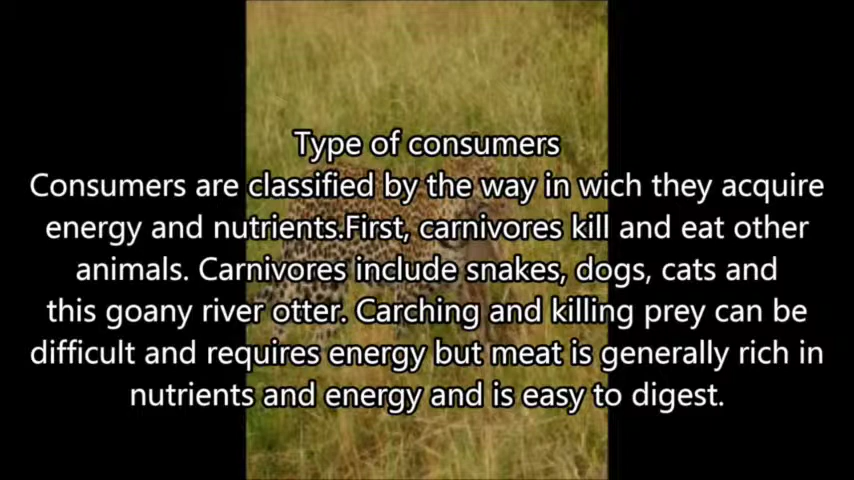 Type of consumers
Consumers are classified by the way in wich they acquire
energy and nutrients.First, carnivores kill and eat other
animals. Carnivores include snakes, dogs, cats and
this goany river otter. Carching and killing prey can be
difficult and requires energy but meat is generally rich in
nutrients and energy and is easy to digest.